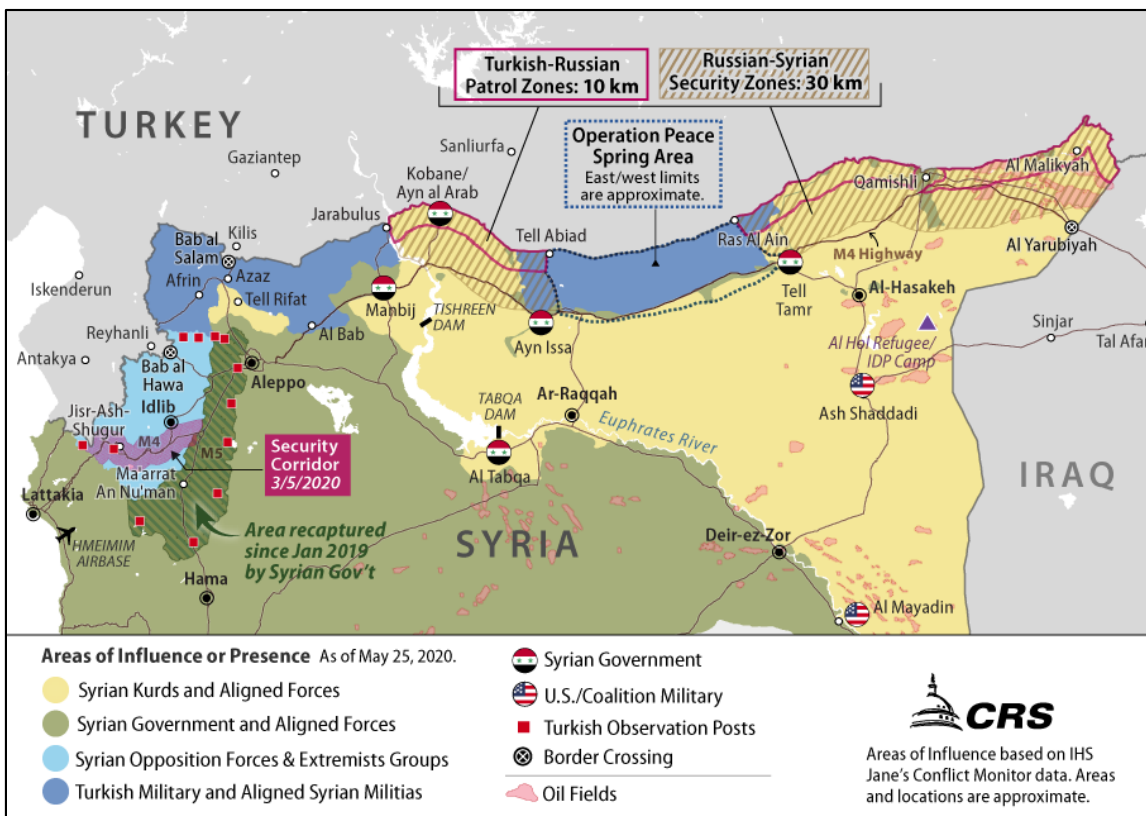 Turkish-Russian
Patrol Zones: 10 km
Russian-Syrian
Security Zones: 30 km
TURKEY
Gaziantep
Sanliurfa
Operation Peace
Spring Area
East/west limits
are approximate.
Kobane/
Ayn al Arab
Al Malikyah
Qamishli
Jarabulus
Kilis
Bab al
Salam
Tell Abiad
Ras Al Ain
Al Yarubiyah
M4 Highway
Azaz
Afrin
Iskenderun
Tell Rifat
Manbij
Tell
Tamr
Al-Hasakeh
TISHREEN
DAM
Reyhanli
Al Bab
Ayn Issa
Sinjar
Tal Afar
Antakya
Bab al
Hawa
Aleppo
Al Hol Refugee/
IDP Camp
Idlib
TABQA
DAM
Ar-Raqqah
Ash Shaddadi
Jisr-Ash-
Shugur
Euphrates River
M4
M5
Security
Corridor
3/5/2020
Al Tabqa
IRAQ
Ma'arrat
An Nu'man
Lattakia
Area recaptured
since Jan 2019
by Syrian Gov't
SYRIA
Deir-ez-Zor
HMEIMIM
AIRBASE
Hama
Al Mayadin
Areas of Influence or Presence As of May 25, 2020.
Syrian Kurds and Aligned Forces
Syrian Government and Aligned Forces
Syrian Opposition Forces & Extremists Groups
Turkish Military and Aligned Syrian Militias
Syrian Government
U.S./Coalition Military
Turkish Observation Posts
Border Crossing
Oil Fields
CRS
Areas of Influence based on IHS
Jane's Conflict Monitor data. Areas
and locations are approximate.